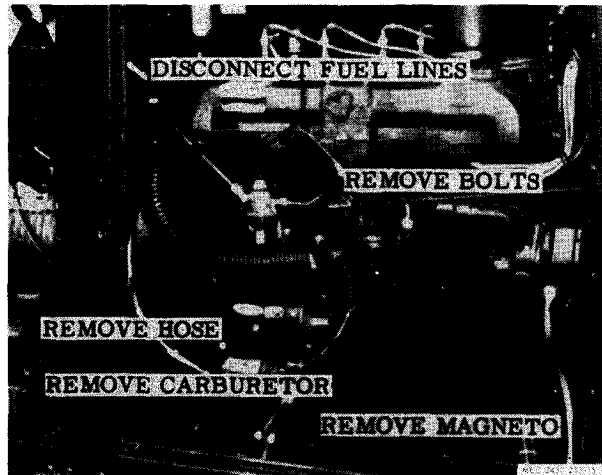 DISCONNECT FUEL LINES
REMOVE BOLTS
REMOVE HOSE
REMOVE CARBURETOR
REMOVE MAGNETO